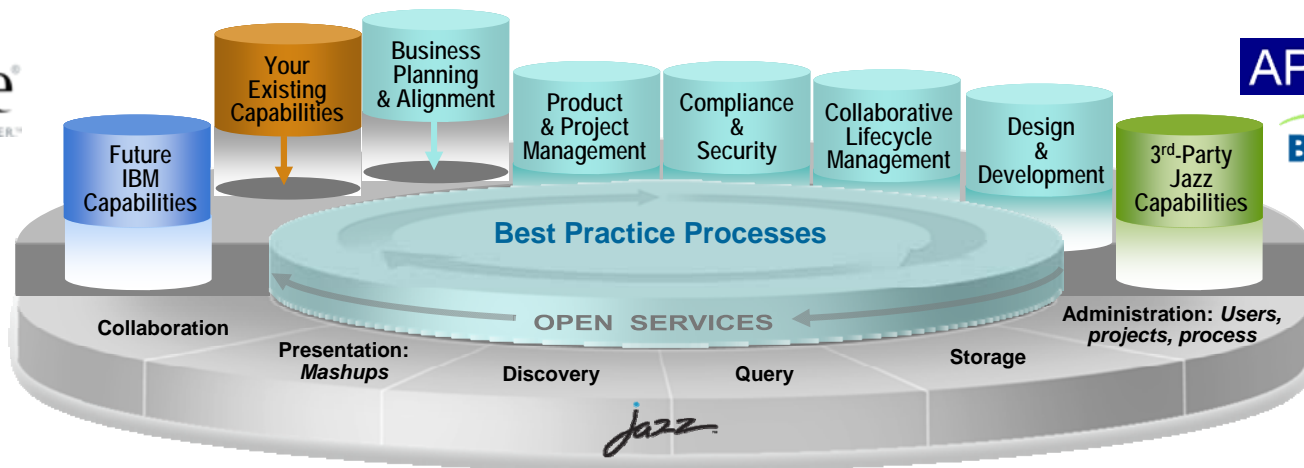 Your
Existing
Capabilities
Business
Planning
& Alignment
Future
IBM
Capabilities
Product
& Project
Management
Compliance
&
Security
Collaborative
Lifecycle
Management
Design
&
Development
3rd-Party
Jazz
Capabilities
Best Practice Processes
OPEN SERVICES
Collaboration
Presentation:
Mashups
Discovery
Query
Storage
Administration: Users,
projects, process
jazz